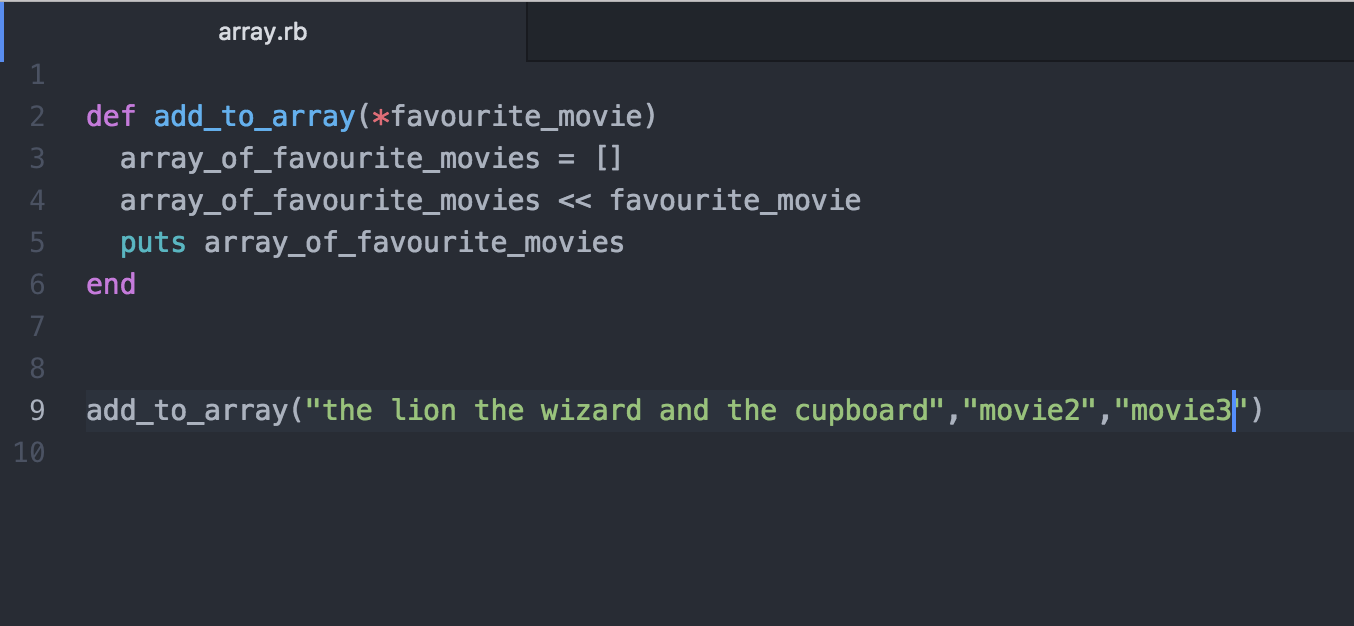 array.rb
1
2 def add_to_array(*favourite_movie)
3   array_of_favourite_movies = []
4   array_of_favourite_movies << favourite_movie
5   puts array_of_favourite_movies
6 end
7
8
9 add_to_array("the lion the wizard and the cupboard","movie2","movie3")
10